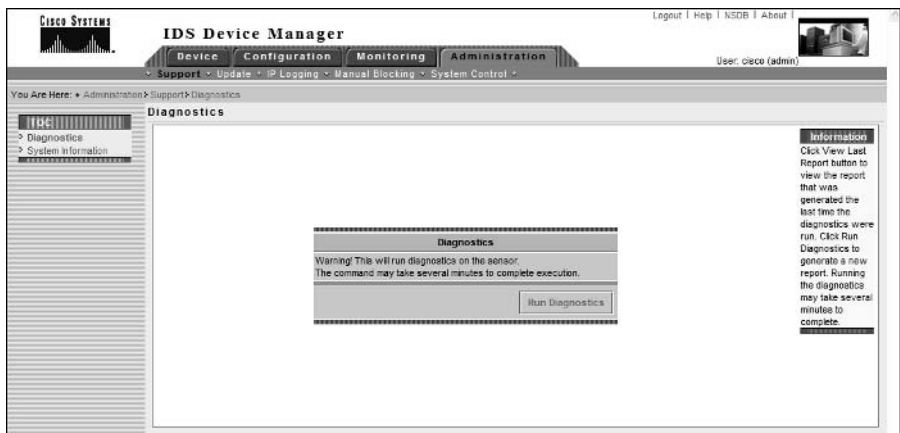 CISCO SYSTEMS
IDS Device Manager
Logout | Help | NSDB | About |
User: cisco (admin)
Device Configuration Monitoring Administration
Support Update IP Logging Manual Blocking System Control
You Are Here: Administration > Support > Diagnostics
TOC
> Diagnostics
> System Information
Diagnostics
Diagnostics
Warning! This will run diagnostics on the sensor.
The command may take several minutes to complete execution.
Run Diagnostics
Information
Click View Last
Report button to
view the report
that was
generated the
last time the
diagnostics were
run. Click Run
Diagnostics to
generate a new
report. Running
the diagnostics
may take several
minutes to
complete.